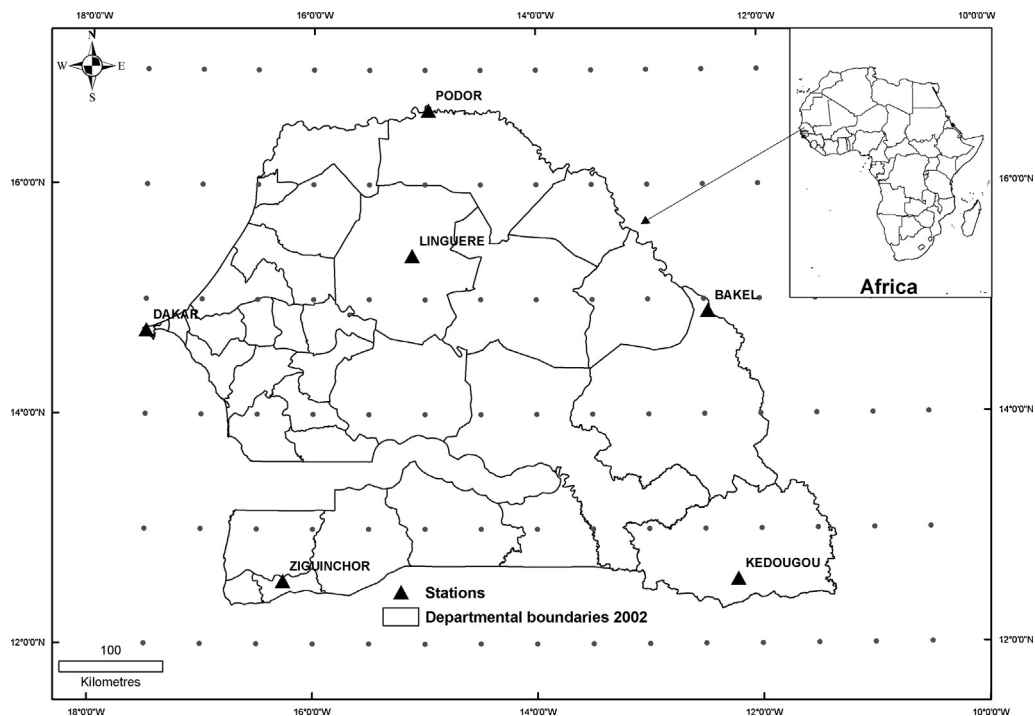 18°0'0"W 16°0'0"W 14°0'0"W 12°0'0"W 10°0'0"W
N
W E
S
PODOR
16°0'0"N
16°0'0"N
LINGUERE
Africa
BAKEL
DAKAR
14°0'0"N
14°0'0"N
ZIGUINCHOR
KEDOUGOU
Stations
Departmental boundaries 2002
12°0'0"N
12°0'0"N
100
Kilometres
18°0'0"W 16°0'0"W 14°0'0"W 12°0'0"W 10°0'0"W